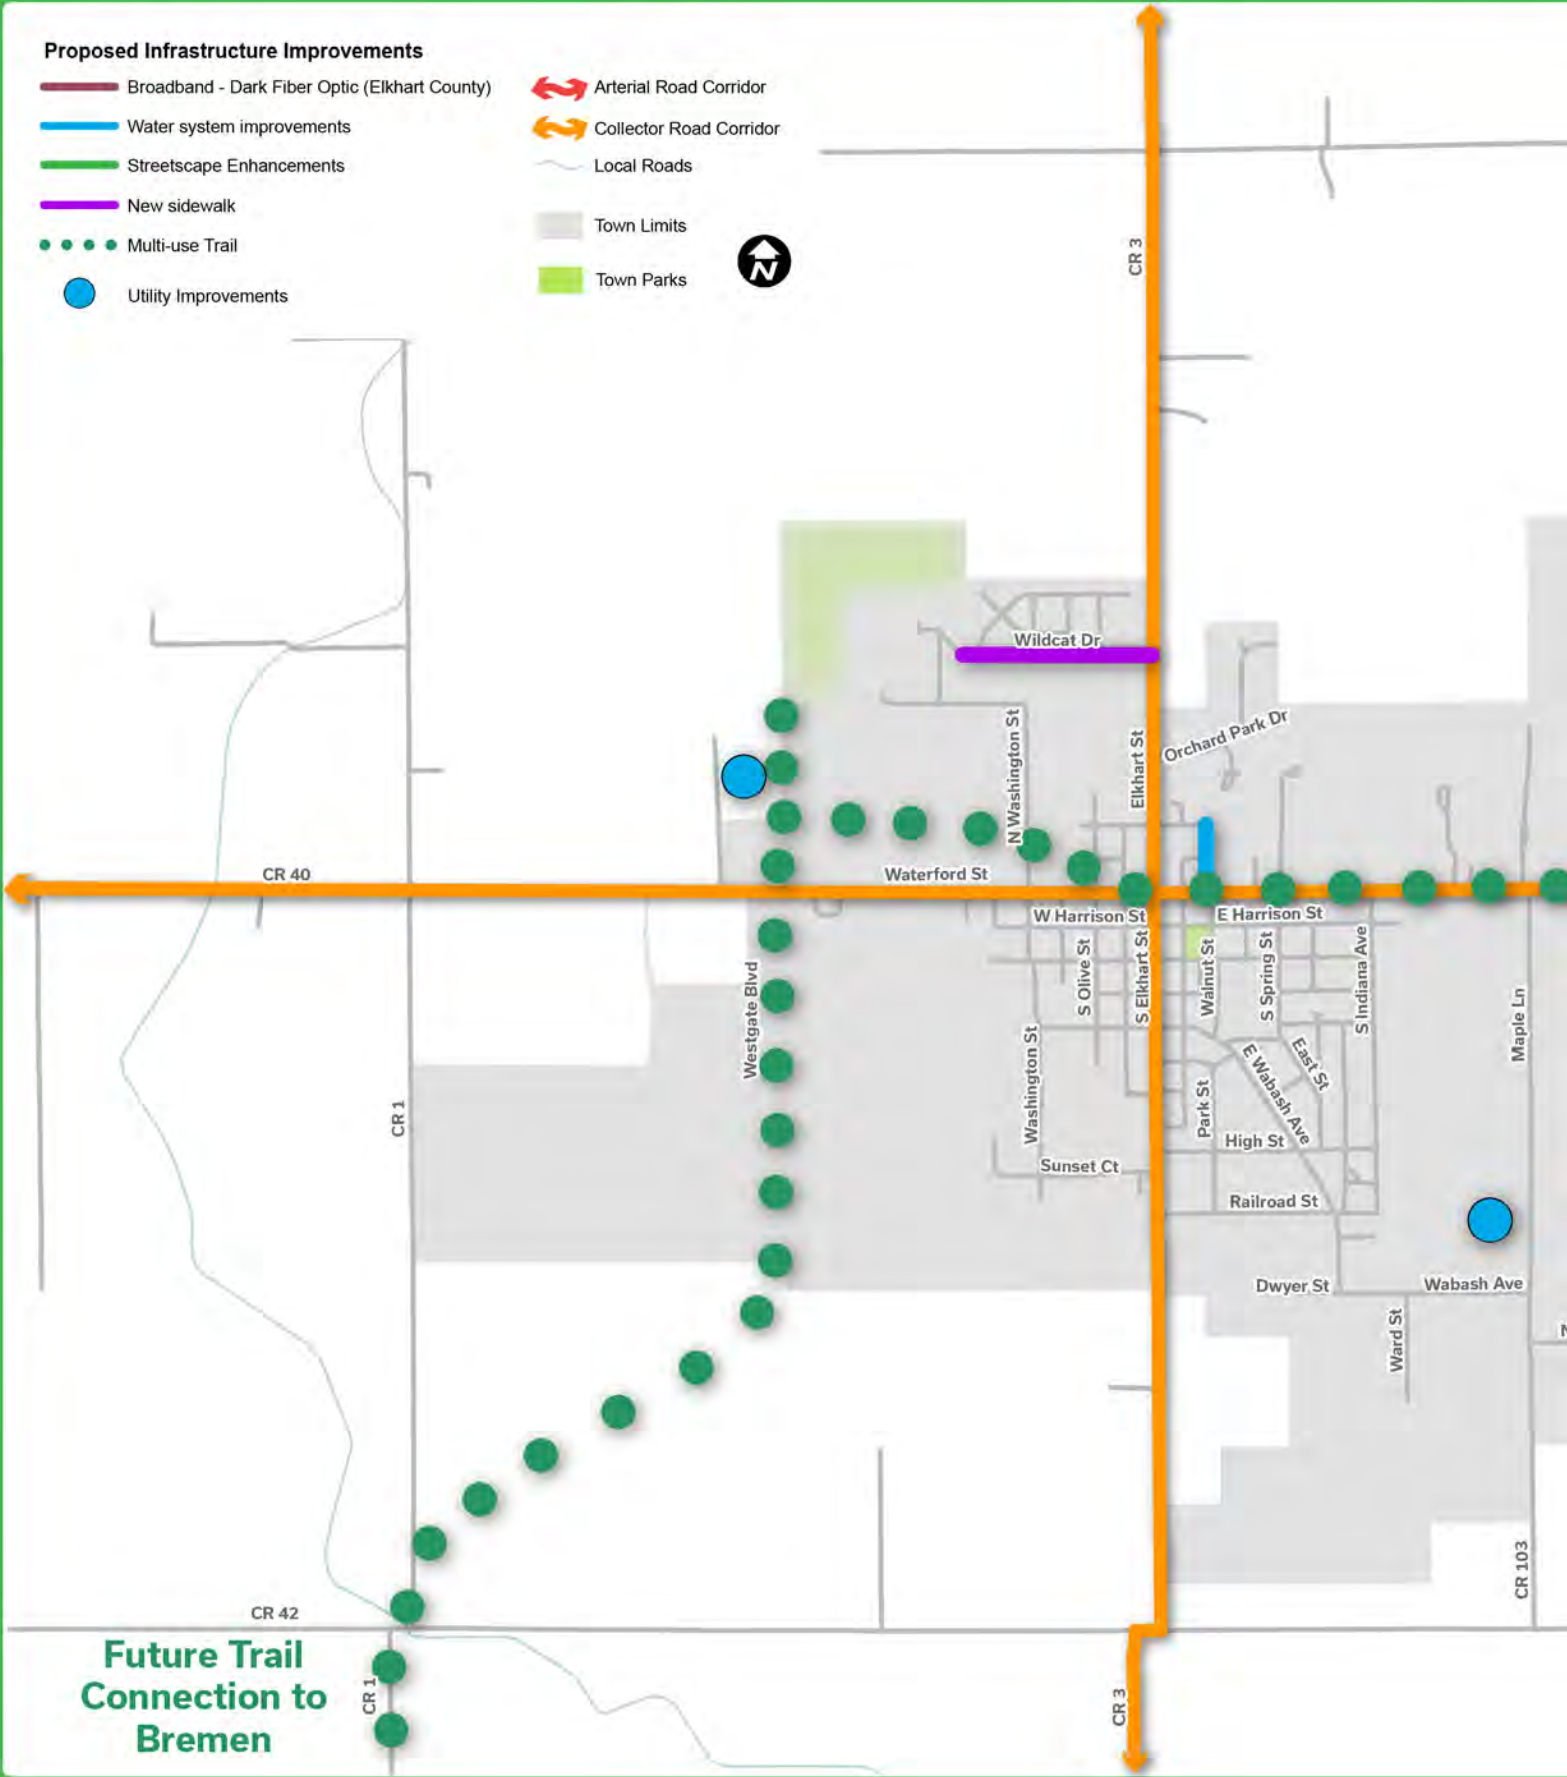 Proposed Infrastructure Improvements
Broadband - Dark Fiber Optic (Elkhart County)
Water system improvements
Streetscape Enhancements
New sidewalk
Multi-use Trail
Utility Improvements
Arterial Road Corridor
Collector Road Corridor
Local Roads
Town Limits
Town Parks
N
CR 3
Wildcat Dr
N Washington St
Elkhart St
Orchard Park Dr
CR 40
Waterford St
W Harrison St
E Harrison St
Westgate Blvd
S Olive St
S Elkhart St
Walnut St
S Spring St
S Indiana Ave
Maple Ln
CR 1
Washington St
Park St
E Wabash Ave
East St
High St
Sunset Ct
Railroad St
Dwyer St
Wabash Ave
Ward St
N
CR 103
CR 42
Future Trail
Connection to
Bremen
CR 1
CR 3